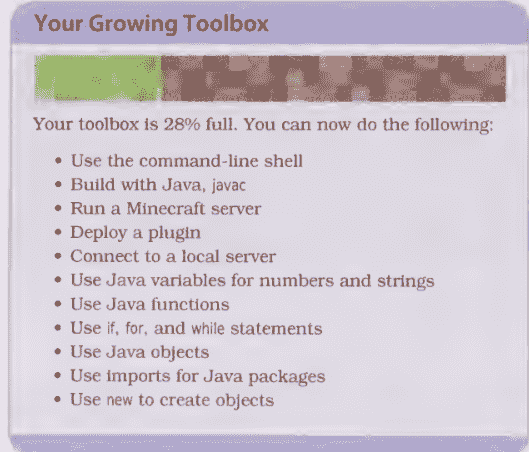 Your Growing Toolbox
Your toolbox is 28% full. You can now do the following:
• Use the command-line shell
• Build with Java, javac
• Run a Minecraft server
• Deploy a plugin
• Connect to a local server
• Use Java variables for numbers and strings
• Use Java functions
• Use if, for, and while statements
• Use Java objects
• Use imports for Java packages
• Use new to create objects